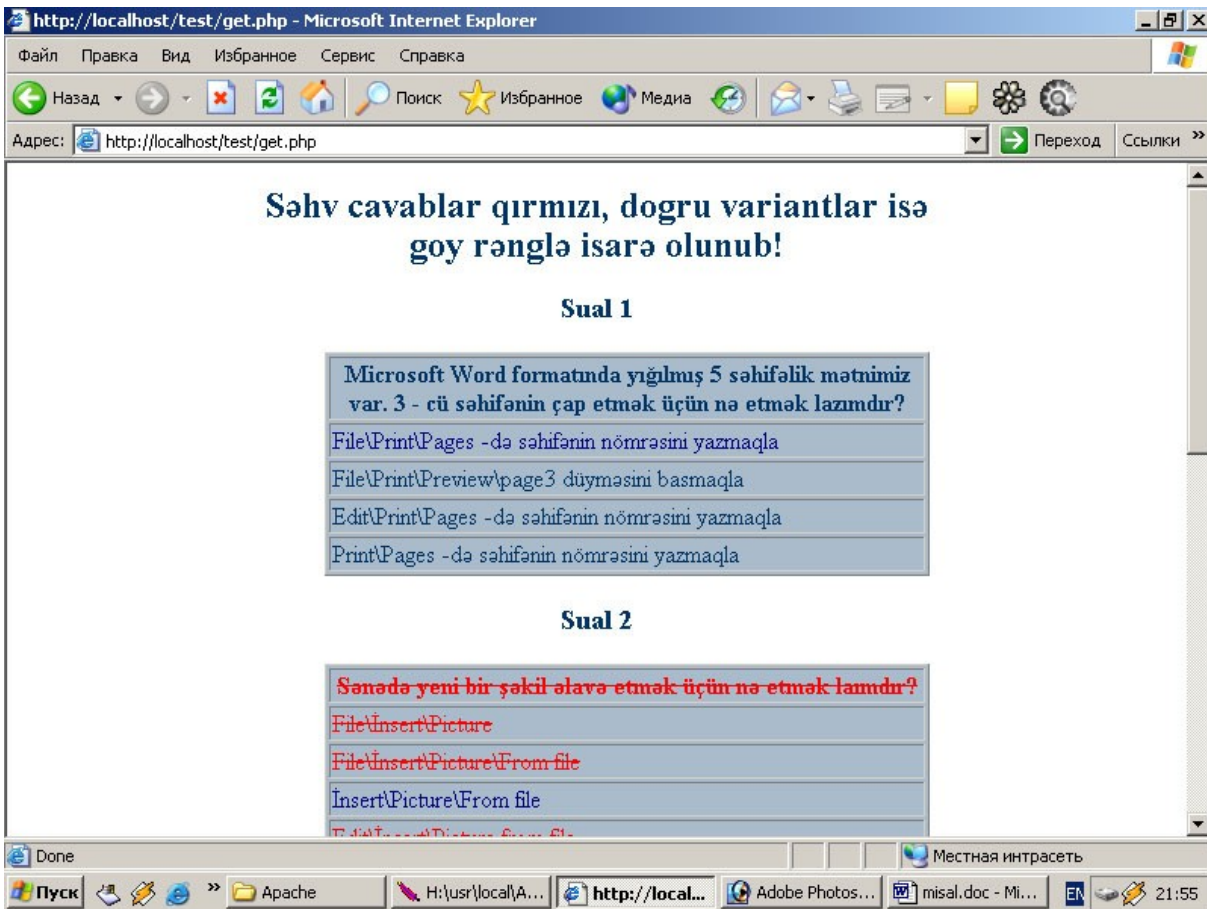 http://localhost/test/get.php - Microsoft Internet Explorer
Файл Правка Вид Избранное Сервис Справка
Назад Поиск Избранное Медиа
Адрес: http://localhost/test/get.php Переход Ссылки »
Səhv cavablar qırmızı, dogru variantlar isə
goy rənglə isarə olunub!
Sual 1
Microsoft Word formatında yığılmış 5 səhifəlik mətnimiz
var. 3 - cü səhifənin çap etmək üçün nə etmək lazımdır?
File\Print\Pages -də səhifənin nömrəsini yazmaqla
File\Print\Preview\page3 düyməsini basmaqla
Edit\Print\Pages -də səhifənin nömrəsini yazmaqla
Print\Pages -də səhifənin nömrəsini yazmaqla
Sual 2
Sənədə yeni bir şəkil əlavə etmək üçün nə etmək lazımdır?
File\İnsert\Picture
File\İnsert\Picture\From file
İnsert\Picture\From file
Done Местная интрасеть
Пуск » Apache H:\usr\local\A... http://local... Adobe Photos... misal.doc - Mi... EN 21:55